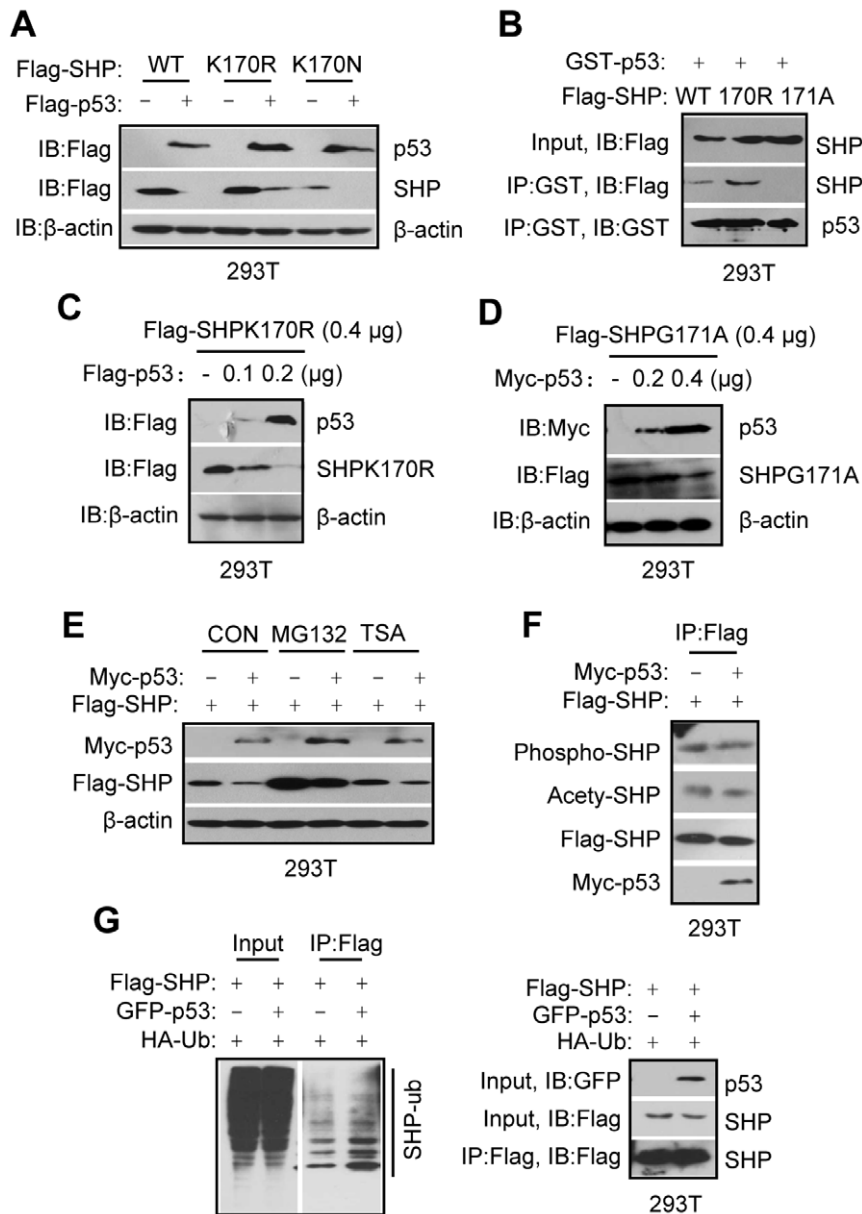 A
Flag-SHP: WT K170R K170N
Flag-p53: – + – + – +
IB:Flag p53
IB:Flag SHP
IB:β-actin β-actin
293T
B
GST-p53: + + +
Flag-SHP: WT 170R 171A
Input, IB:Flag SHP
IP:GST, IB:Flag SHP
IP:GST, IB:GST p53
293T
C
Flag-SHPK170R (0.4 μg)
Flag-p53: - 0.1 0.2 (μg)
IB:Flag p53
IB:Flag SHPK170R
IB:β-actin β-actin
293T
D
Flag-SHPG171A (0.4 μg)
Myc-p53: - 0.2 0.4 (μg)
IB:Myc p53
IB:Flag SHPG171A
IB:β-actin β-actin
293T
E
CON MG132 TSA
Myc-p53: – + – + – +
Flag-SHP: + + + + + +
Myc-p53
Flag-SHP
β-actin
293T
F
IP:Flag
Myc-p53: – +
Flag-SHP: + +
Phospho-SHP
Acety-SHP
Flag-SHP
Myc-p53
293T
G
Input IP:Flag
Flag-SHP: + + + +
GFP-p53: – + – +
HA-Ub: + + + +
SHP-ub
Flag-SHP: + +
GFP-p53: – +
HA-Ub: + +
Input, IB:GFP p53
Input, IB:Flag SHP
IP:Flag, IB:Flag SHP
293T